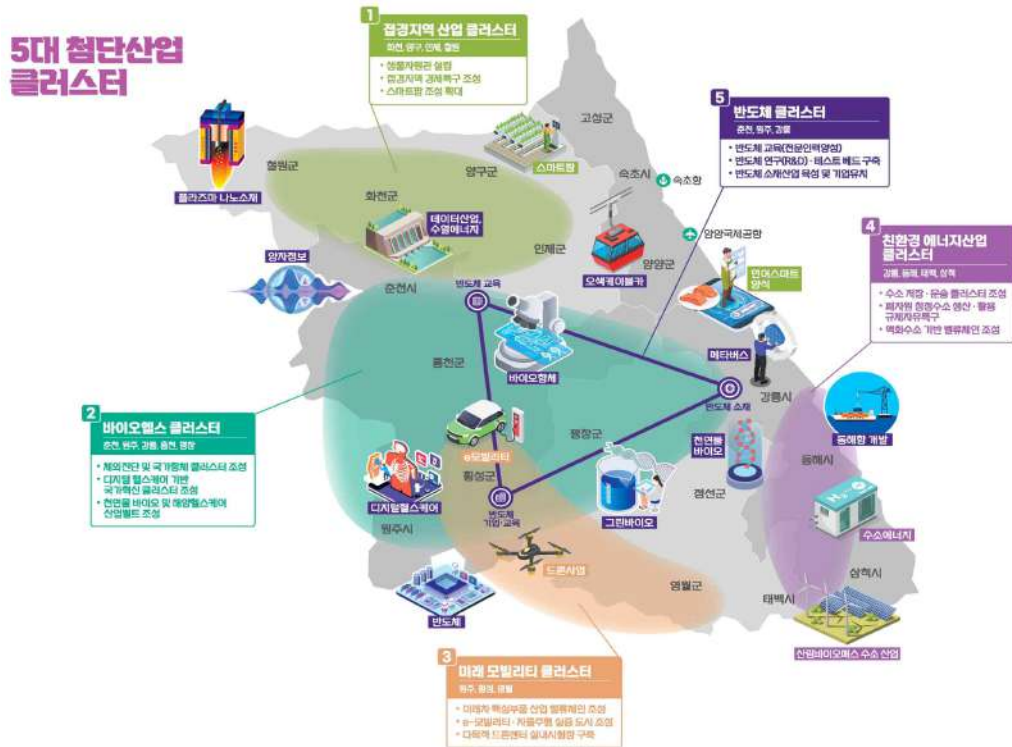 5대 첨단산업
클러스터
1
접경지역 산업 클러스터
화천, 양구, 인제, 철원
• 생물자원관 설립
• 접경지역 경제특구 조성
• 스마트팜 조성 확대
5
반도체 클러스터
춘천, 원주, 강릉
• 반도체 교육(전문인력양성)
• 반도체 연구(R&D)·테스트 베드 구축
• 반도체 소재산업 육성 및 기업유치
고성군
철원군
양구군
스마트팜
속초시
속초항
플라즈마 나노소재
화천군
데이터산업,
수열에너지
인제군
양양국제공항
양양군
오색케이블카
연어스마트
양식
4
친환경 에너지산업
클러스터
강릉, 동해, 태백, 삼척
• 수소 저장·운송 클러스터 조성
• 폐자원 청정수소 생산·활용
규제자유특구
• 액화수소 기반 밸류체인 조성
양자정보
춘천시
반도체 교육
메타버스
홍천군
바이오항체
반도체 소재
강릉시
동해항 개발
2
바이오헬스 클러스터
춘천, 원주, 강릉, 홍천, 평창
• 체외진단 및 국가항체 클러스터 조성
• 디지털 헬스케어 기반
국가혁신 클러스터 조성
• 천연물 바이오 및 해양헬스케어
산업벨트 조성
e모빌리티
평창군
천연물
바이오
동해시
횡성군
정선군
디지털헬스케어
반도체
기업·교육
그린바이오
수소에너지
원주시
드론사업
영월군
삼척시
태백시
반도체
산림바이오매스 수소 산업
3
미래 모빌리티 클러스터
원주, 횡성, 영월
• 미래차 핵심부품 산업 밸류체인 조성
• e-모빌리티·자율주행 실증 도시 조성
• 다목적 드론센터 실내시험장 구축